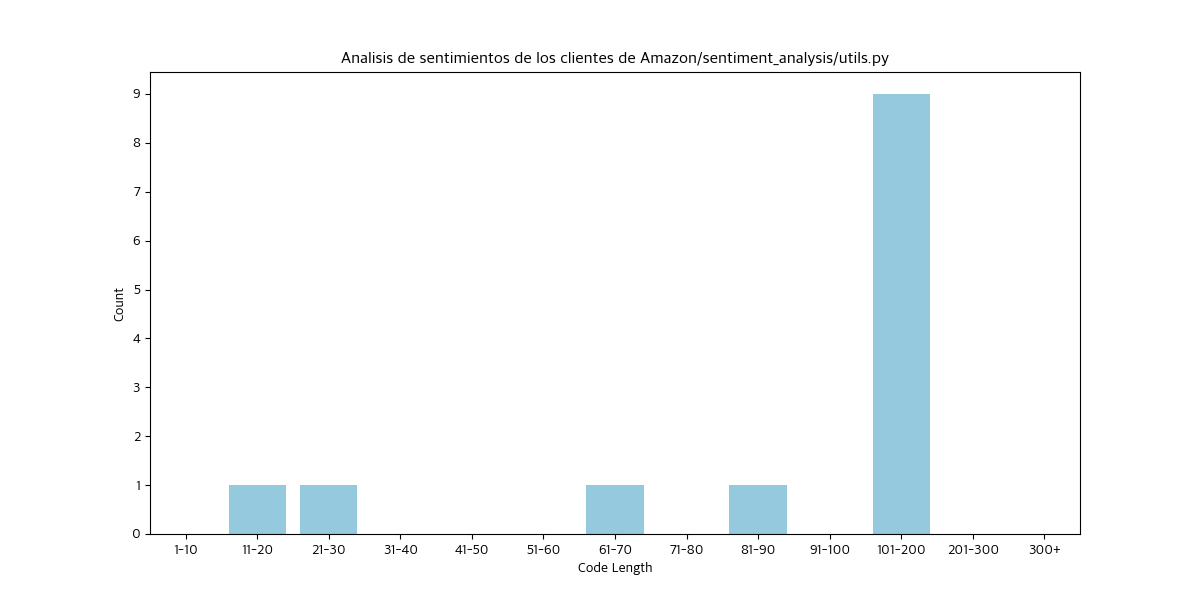 Analisis de sentimientos de los clientes de Amazon/sentiment_analysis/utils.py
9
8
7
6
5
4
3
2
1
0
Count
1-10 11-20 21-30 31-40 41-50 51-60 61-70 71-80 81-90 91-100 101-200 201-300 300+
Code Length